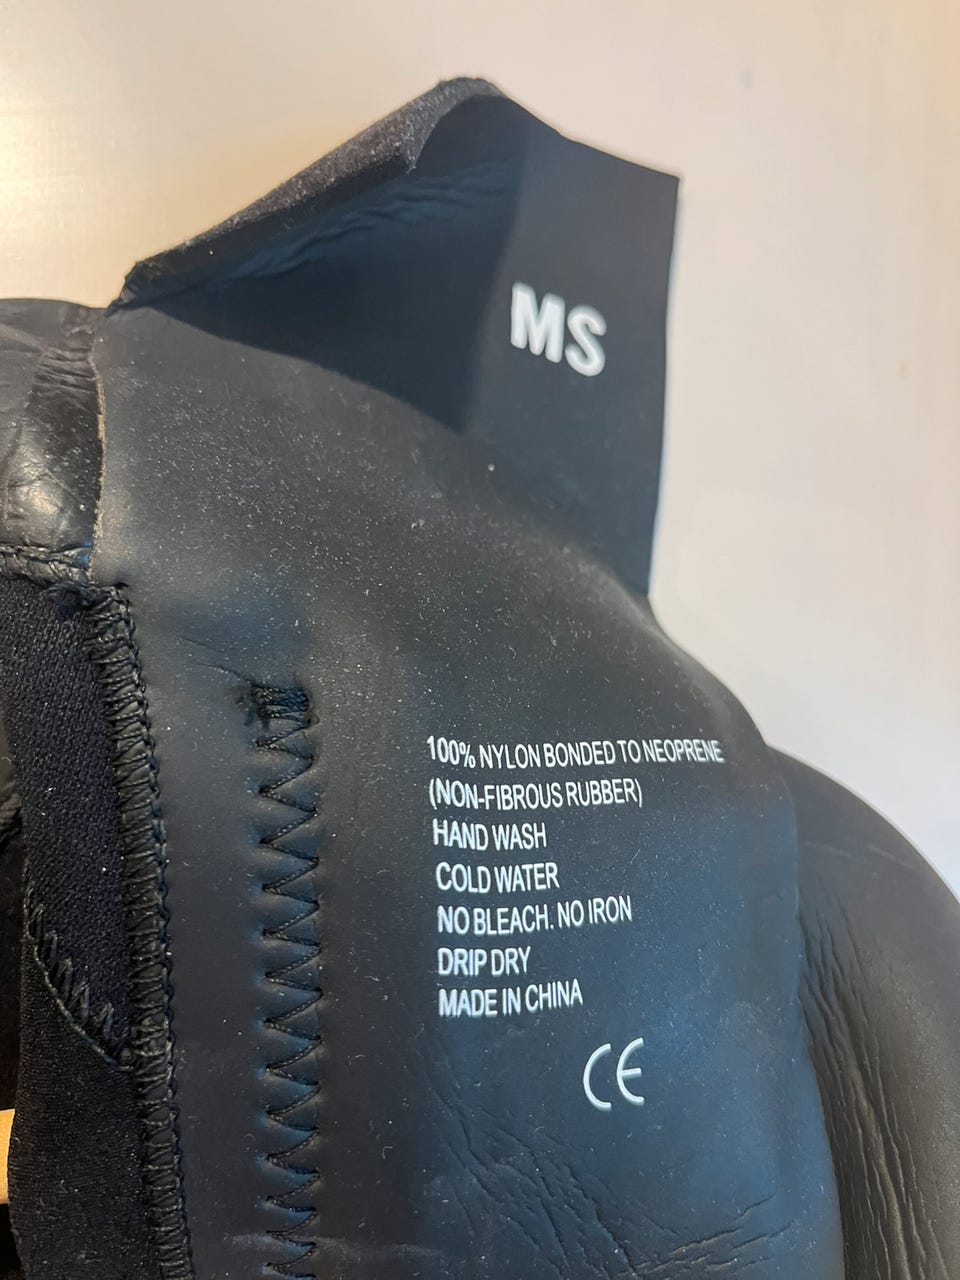 MS
100% NYLON BONDED TO NEOPRENE
(NON-FIBROUS RUBBER)
HAND WASH
COLD WATER
NO BLEACH. NO IRON
DRIP DRY
MADE IN CHINA
CE